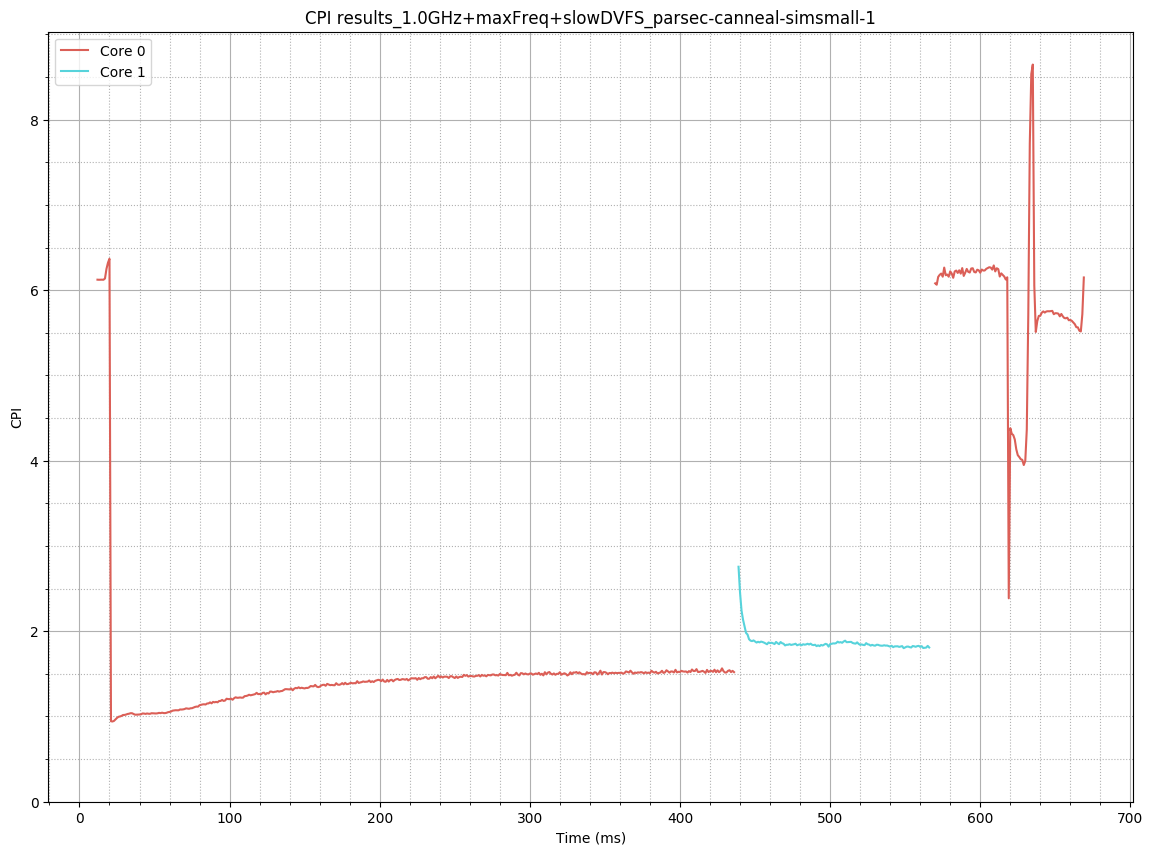 CPI results_1.0GHz+maxFreq+slowDVFS_parsec-canneal-simsmall-1
Core 0
Core 1
CPI
8
6
4
2
0
0 100 200 300 400 500 600 700
Time (ms)